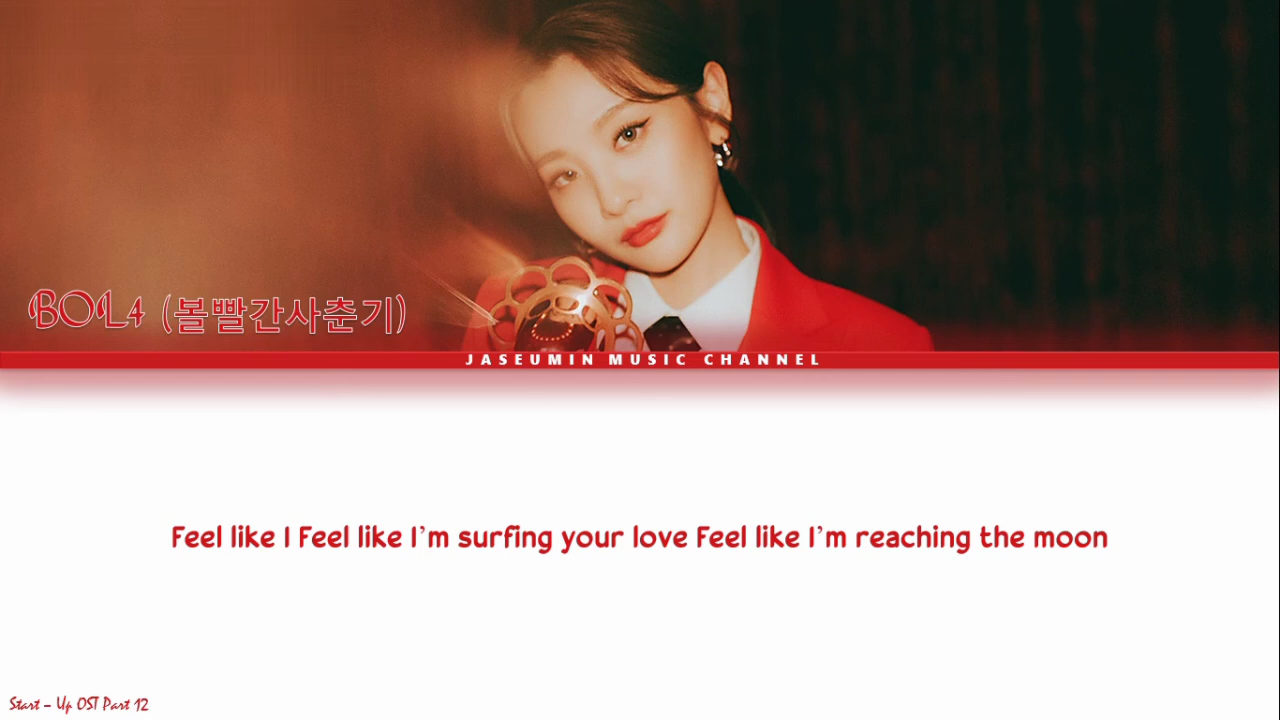 BOL4 (볼빨간사춘기)
JASEUMIN MUSIC CHANNEL
Feel like I Feel like I’m surfing your love Feel like I’m reaching the moon
Start – Up OST Part 12